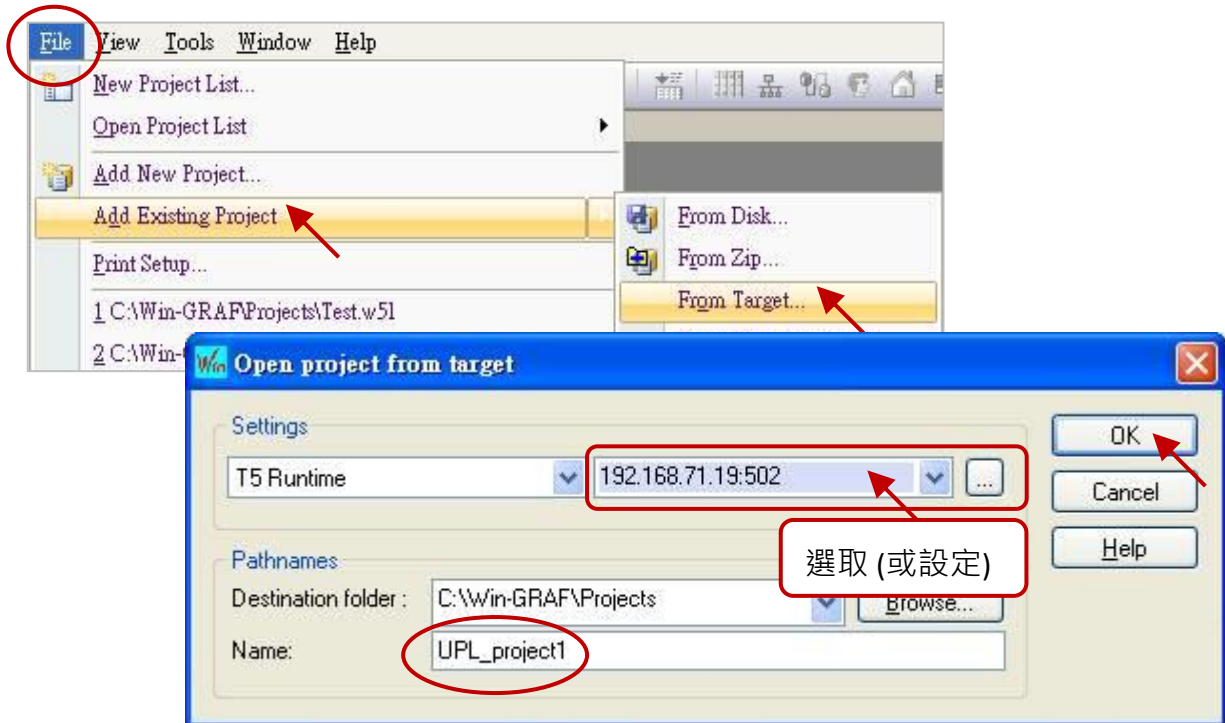 File View Tools Window Help
New Project List...
Open Project List
Add New Project...
Add Existing Project
From Disk...
From Zip...
Print Setup...
From Target...
1 C:\Win-GRAF\Projects\Test.w5l
2 C:\Win-
Win Open project from target
Settings
OK
T5 Runtime 192.168.71.19:502 ...
Cancel
選取 (或設定)
Help
Pathnames
Destination folder : C:\Win-GRAF\Projects Browse...
Name: UPL_project1